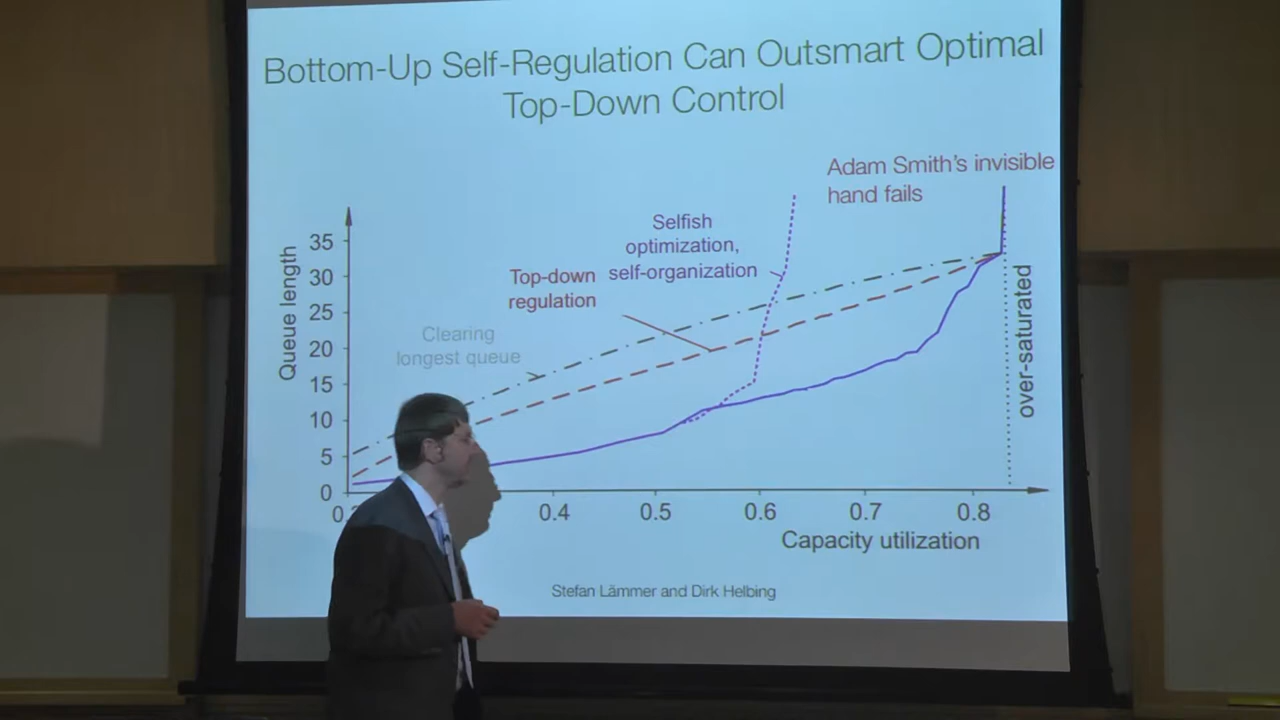 Bottom-Up Self-Regulation Can Outsmart Optimal
Top-Down Control
Adam Smith's invisible
hand fails
Selfish
optimization,
self-organization
Top-down
regulation
Clearing
longest queue
Queue length
35
30
25
20
15
10
5
0
0.4 0.5 0.6 0.7 0.8
Capacity utilization
over-saturated
Stefan Lämmer and Dirk Helbing